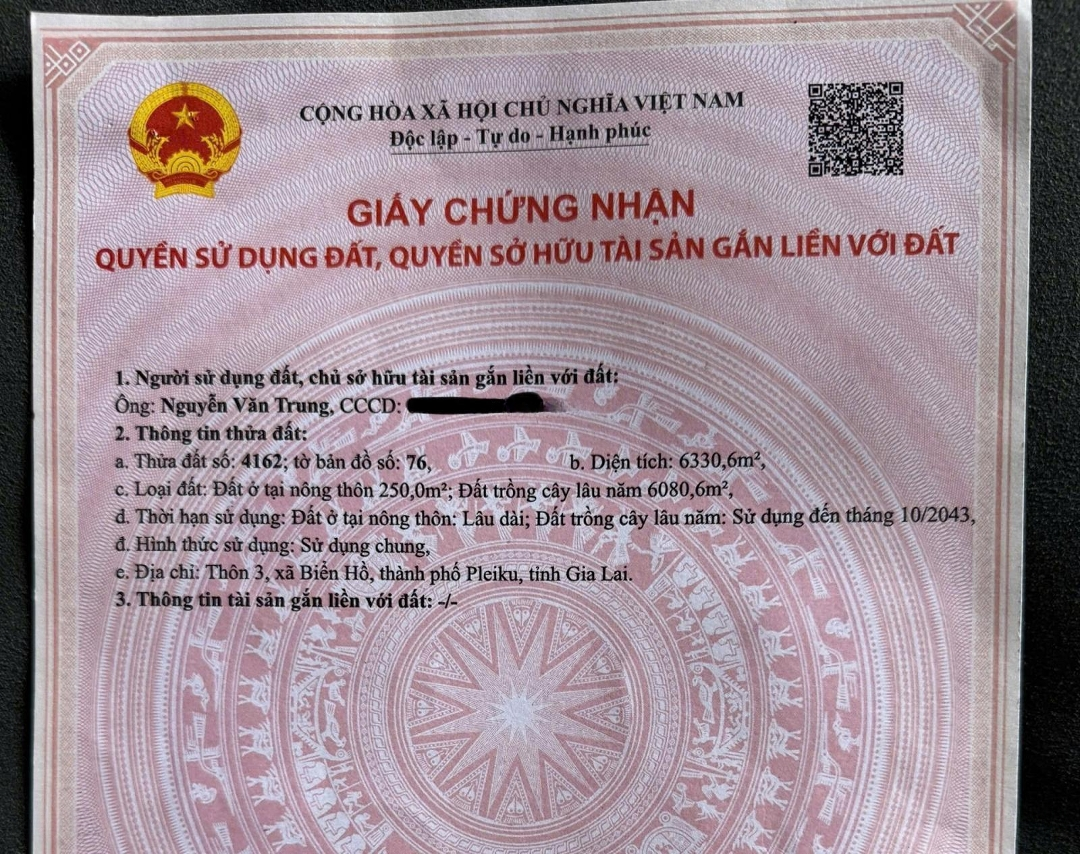 CỘNG HÒA XÃ HỘI CHỦ NGHĨA VIỆT NAM
Độc lập - Tự do - Hạnh phúc
GIẤY CHỨNG NHẬN
QUYỀN SỬ DỤNG ĐẤT, QUYỀN SỞ HỮU TÀI SẢN GẮN LIỀN VỚI ĐẤT
1. Người sử dụng đất, chủ sở hữu tài sản gắn liền với đất:
Ông: Nguyễn Văn Trung, CCCD:
2. Thông tin thửa đất:
a. Thửa đất số: 4162; tờ bản đồ số: 76, b. Diện tích: 6330,6m²,
c. Loại đất: Đất ở tại nông thôn 250,0m²; Đất trồng cây lâu năm 6080,6m²,
d. Thời hạn sử dụng: Đất ở tại nông thôn: Lâu dài; Đất trồng cây lâu năm: Sử dụng đến tháng 10/2043,
đ. Hình thức sử dụng: Sử dụng chung,
e. Địa chỉ: Thôn 3, xã Biển Hồ, thành phố Pleiku, tỉnh Gia Lai.
3. Thông tin tài sản gắn liền với đất: -/-